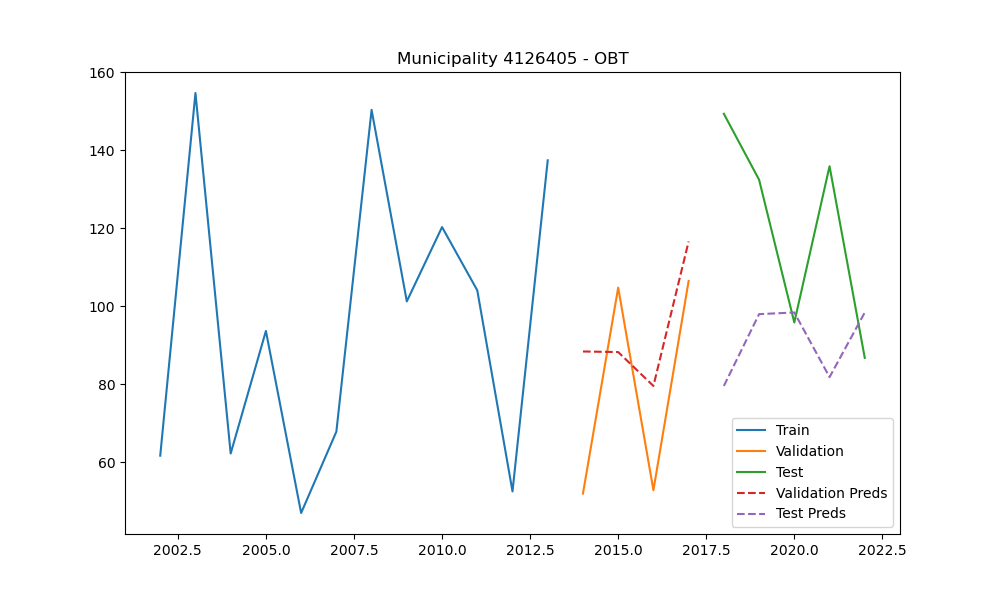 Municipality 4126405 - OBT
160
140
120
100
80
60
2002.5 2005.0 2007.5 2010.0 2012.5 2015.0 2017.5 2020.0 2022.5
Train
Validation
Test
Validation Preds
Test Preds